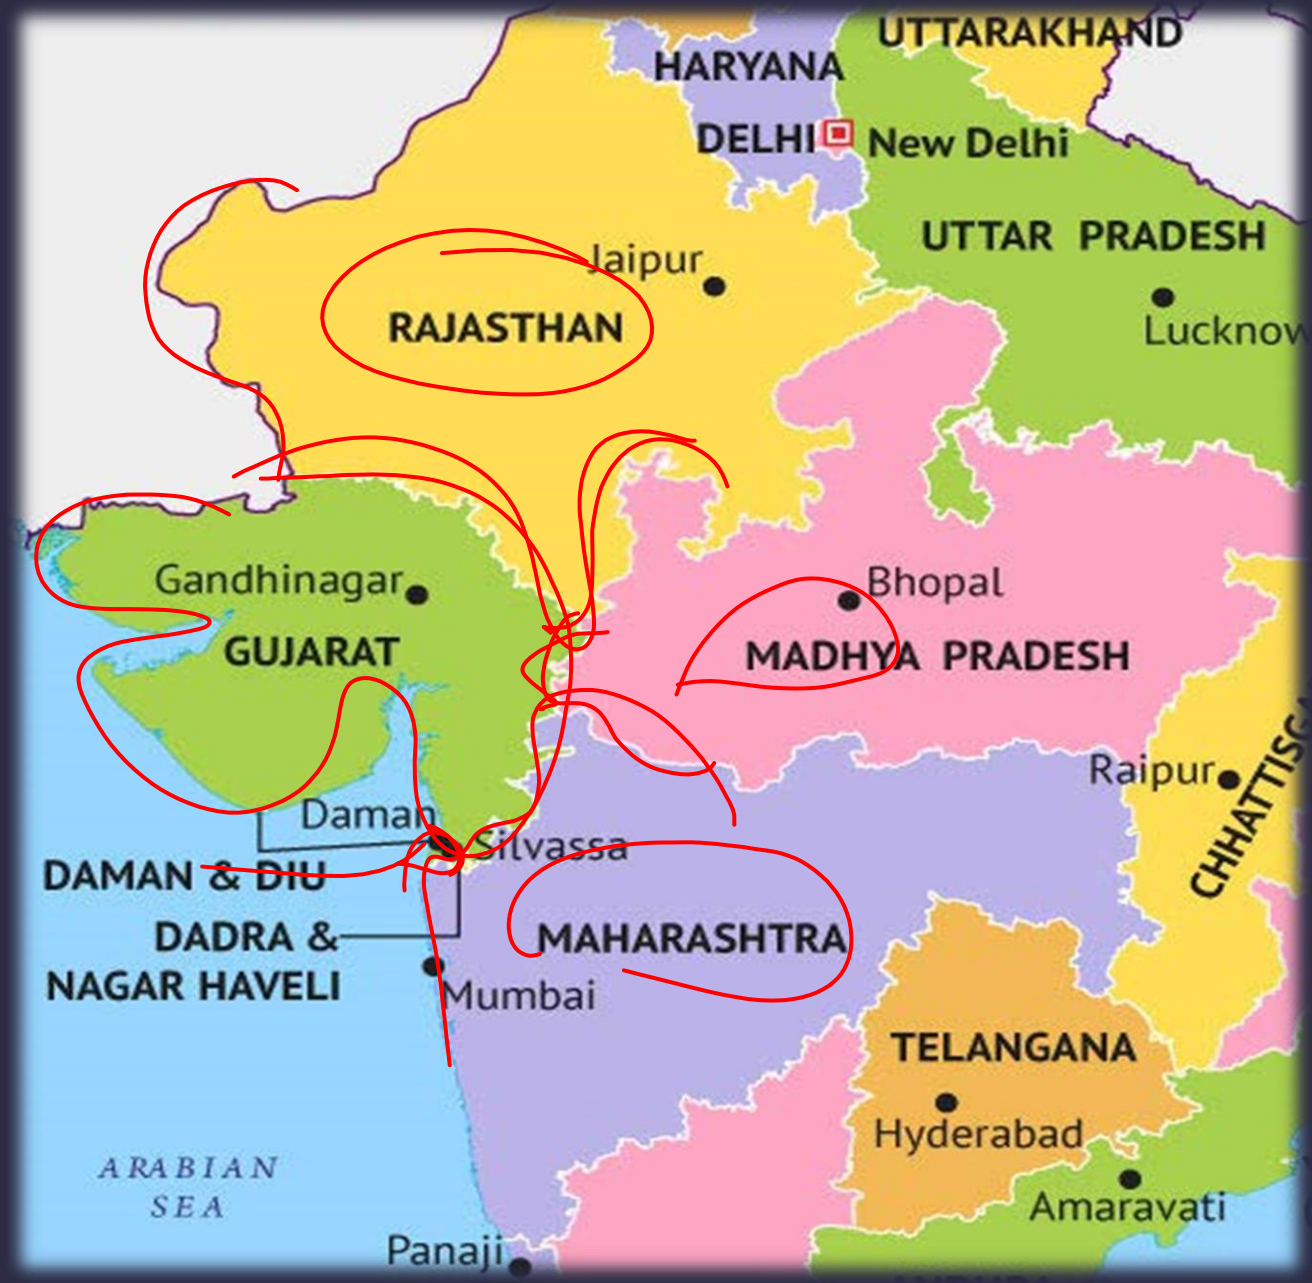 UTTARAKHAND
HARYANA
DELHI
New Delhi
UTTAR PRADESH
Jaipur
RAJASTHAN
Lucknow
Gandhinagar
Bhopal
GUJARAT
MADHYA PRADESH
Raipur
Daman
Silvassa
DAMAN & DIU
DADRA &
NAGAR HAVELI
MAHARASHTRA
Mumbai
TELANGANA
Hyderabad
ARABIAN
SEA
Amaravati
Panaji